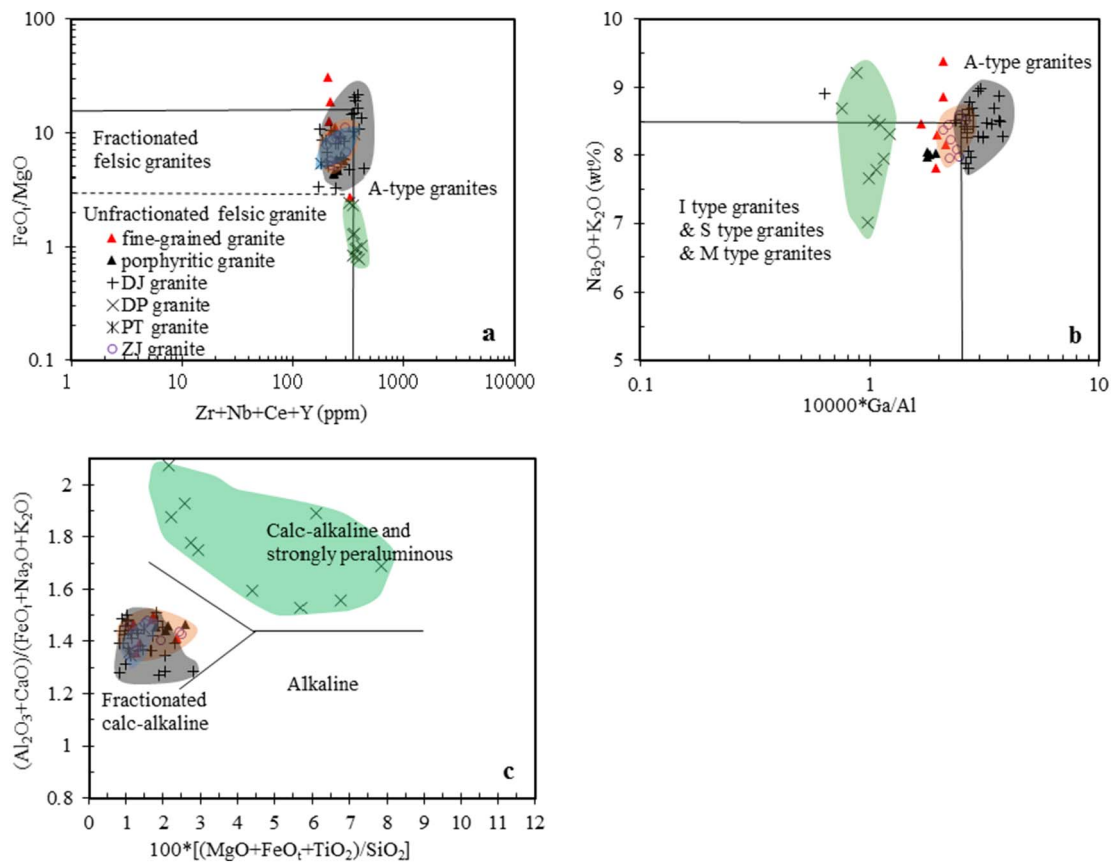 100
10
1
0.1
FeOt/MgO
a
Fractionated
felsic granites
A-type granites
Unfractionated felsic granite
fine-grained granite
porphyritic granite
DJ granite
DP granite
PT granite
ZJ granite
a
1 10 100 1000 10000
Zr+Nb+Ce+Y (ppm)
b
10
9
8
7
6
5
Na₂O+K₂O (wt%)
A-type granites
I type granites
& S type granites
& M type granites
b
0.1 1 10
10000*Ga/Al
c
2
1.8
1.6
1.4
1.2
1
0.8
(Al₂O₃+CaO)/(FeOt+Na₂O+K₂O)
Calc-alkaline and
strongly peraluminous
Fractionated
calc-alkaline
Alkaline
c
0 1 2 3 4 5 6 7 8 9 10 11 12
100*[(MgO+FeOt+TiO₂)/SiO₂]